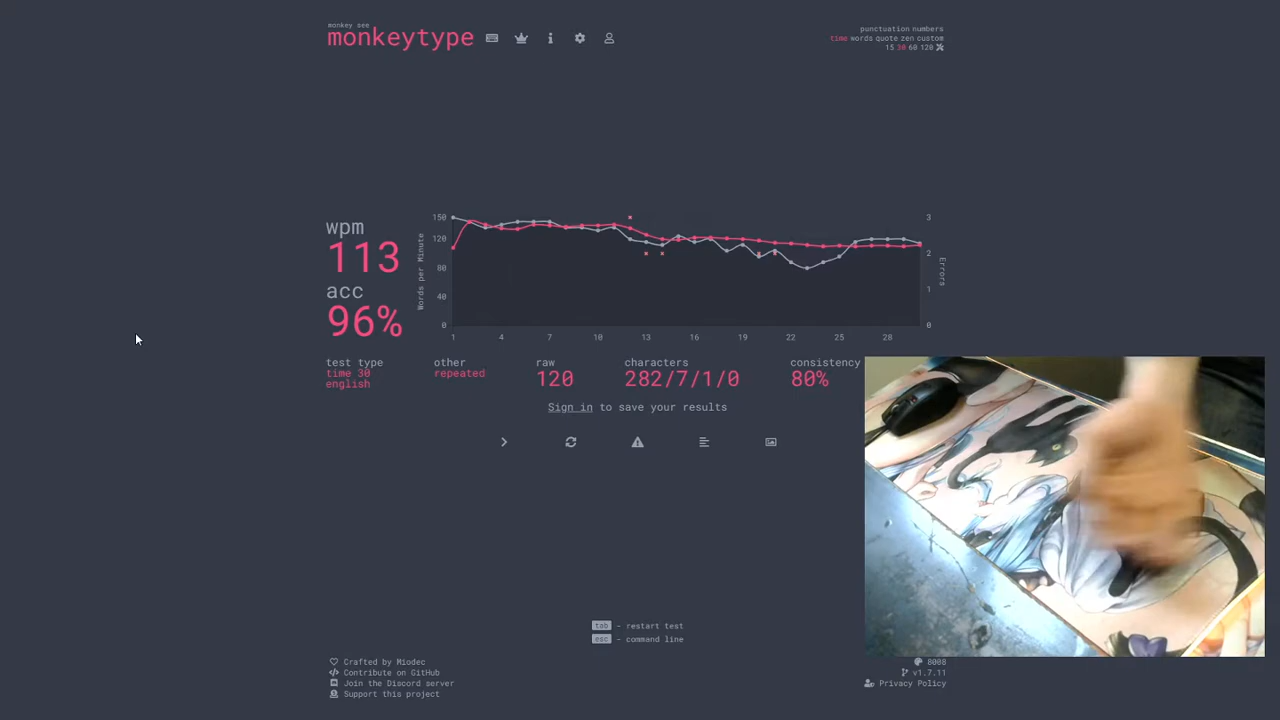 monkey see
monkeytype
punctuation numbers
time words quote zen custom
15 30 60 120
wpm
113
acc
96%
150
120
80
40
0
Words per Minute
3
2
1
0
Errors
1 4 7 10 13 16 19 22 25 28
test type
time 30
english
other
repeated
raw
120
characters
282/7/1/0
consistency
80%
Sign in to save your results
tab - restart test
esc - command line
Crafted by Miodec
Contribute on GitHub
Join the Discord server
Support this project
8008
v1.7.11
Privacy Policy